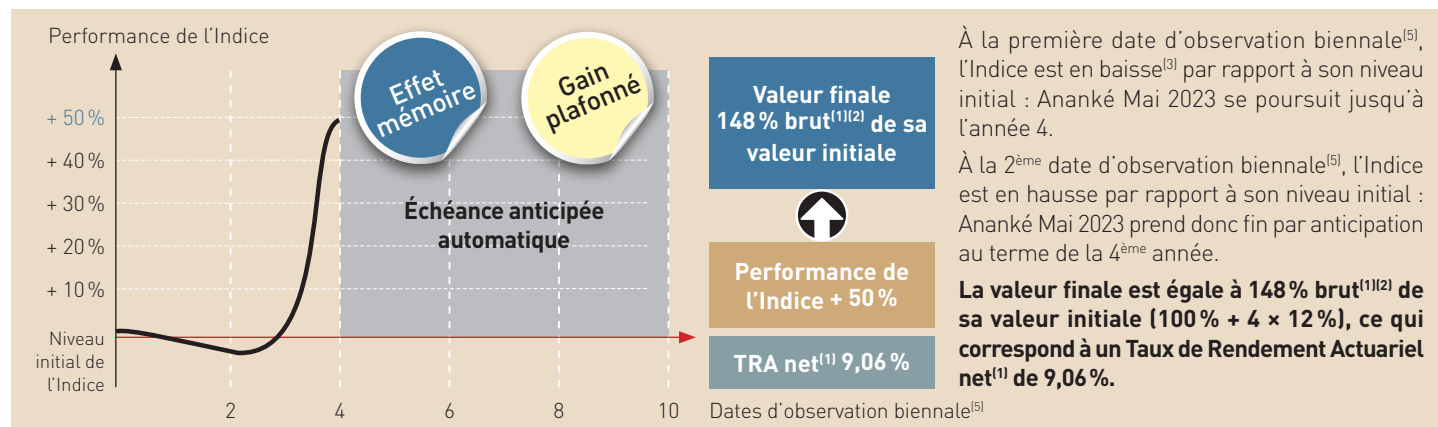 Performance de l’Indice
+ 50 %
+ 40 %
+ 30 %
+ 20 %
+ 10 %
Niveau
initial de
l’Indice
2
4
6
8
10
Dates d’observation biennale(5)
Effet
mémoire
Gain
plafonné
Échéance anticipée
automatique
Valeur finale
148 % brut(1)(2) de sa
valeur initiale
Performance de
l’Indice + 50 %
TRA net(1) 9,06 %
À la première date d’observation biennale(5),
l’Indice est en baisse(3) par rapport à son niveau
initial : Ananké Mai 2023 se poursuit jusqu’à
l’année 4.
À la 2ème date d’observation biennale(5), l’Indice
est en hausse par rapport à son niveau initial :
Ananké Mai 2023 prend donc fin par anticipation
au terme de la 4ème année.
La valeur finale est égale à 148 % brut(1)(2) de
sa valeur initiale (100 % + 4 × 12 %), ce qui
correspond à un Taux de Rendement Actuariel
net(1) de 9,06 %.